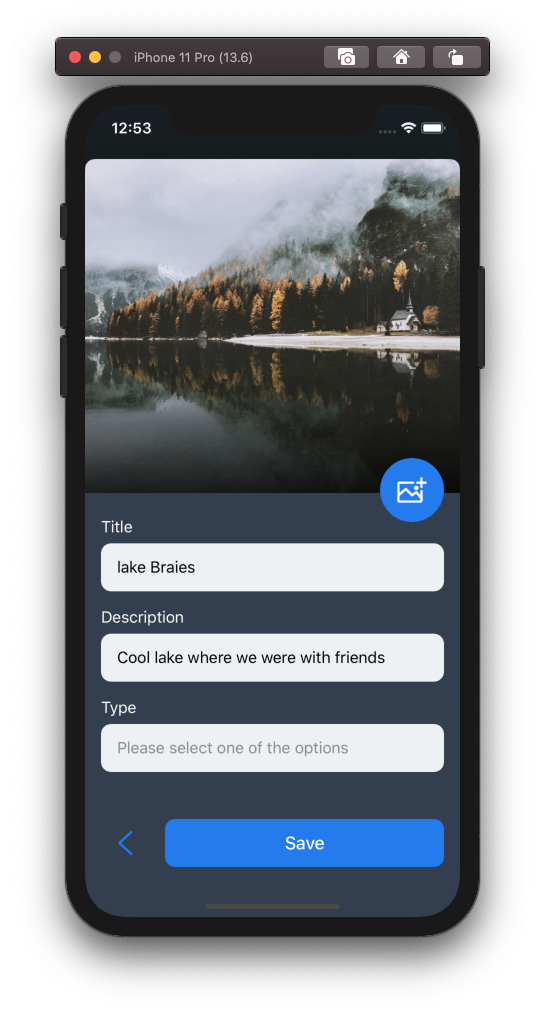 iPhone 11 Pro (13.6)
12:53
Title
lake Braies
Description
Cool lake where we were with friends
Type
Please select one of the options
Save